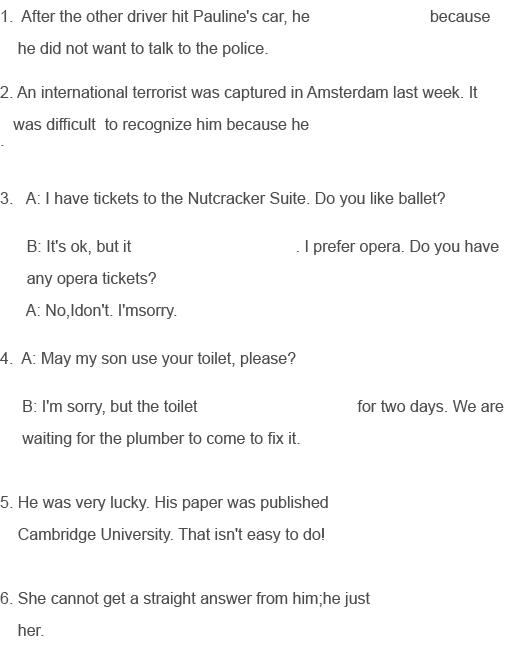 1. After the other driver hit Pauline's car, he because
he did not want to talk to the police.
2. An international terrorist was captured in Amsterdam last week. It
was difficult to recognize him because he
.
3. A: I have tickets to the Nutcracker Suite. Do you like ballet?
B: It's ok, but it . I prefer opera. Do you have
any opera tickets?
A: No,Idon't. I'msorry.
4. A: May my son use your toilet, please?
B: I'm sorry, but the toilet for two days. We are
waiting for the plumber to come to fix it.
5. He was very lucky. His paper was published
Cambridge University. That isn't easy to do!
6. She cannot get a straight answer from him;he just
her.